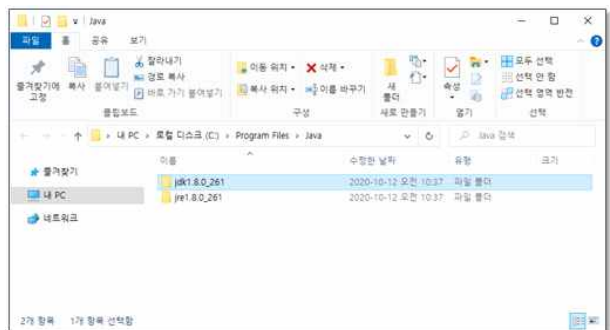 Java
파일 홈 공유 보기
즐겨찾기에 고정
복사
붙여넣기
잘라내기
경로 복사
바로 가기 붙여넣기
클립보드
이동 위치
복사 위치
삭제
이름 바꾸기
구성
새 폴더
새로 만들기
속성
열기
모두 선택
선택 안 함
선택 영역 반전
선택
내 PC > 로컬 디스크 (C:) > Program Files > Java
Java 검색
이름 수정한 날짜 유형 크기
즐겨찾기
내 PC
네트워크
jdk1.8.0_261 2020-10-12 오전 10:37 파일 폴더
jre1.8.0_261 2020-10-12 오전 10:37 파일 폴더
2개 항목 1개 항목 선택함